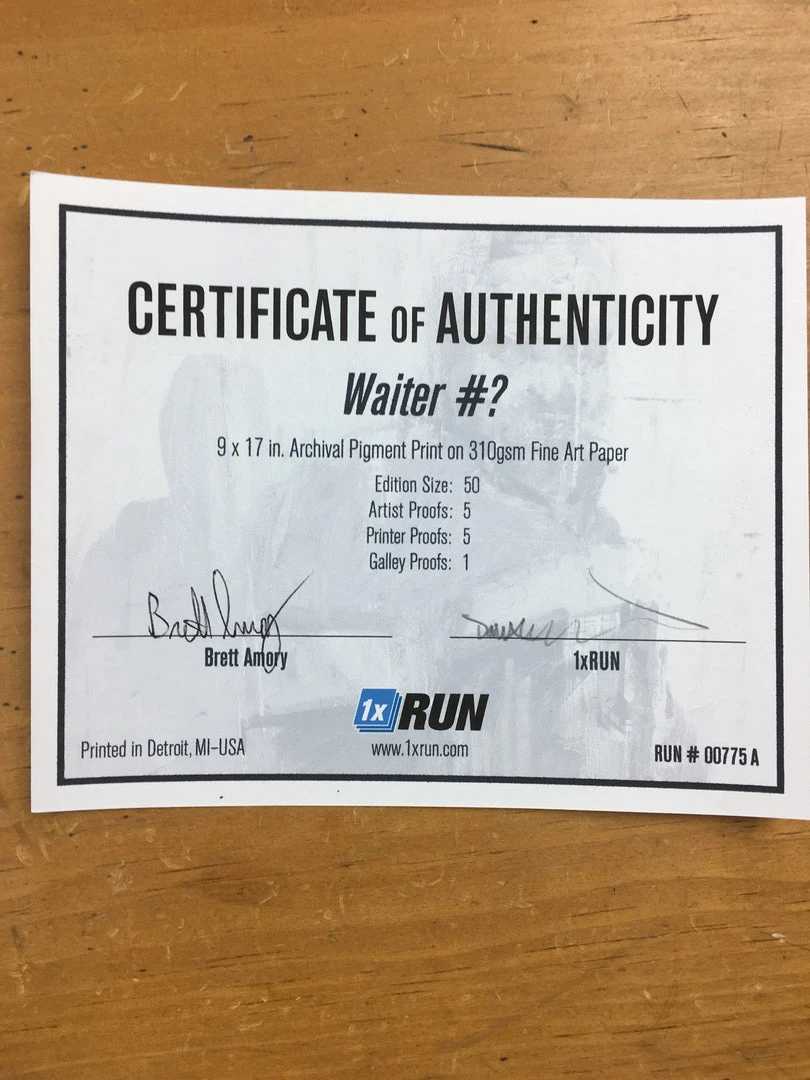 CERTIFICATE OF AUTHENTICITY
Waiter #?
9 x 17 in. Archival Pigment Print on 310gsm Fine Art Paper
Edition Size: 50
Artist Proofs: 5
Printer Proofs: 5
Galley Proofs: 1
Brett Amory
Brett Amory
1xRUN
1x RUN
Printed in Detroit, MI-USA
www.1xrun.com
RUN # 00775 A